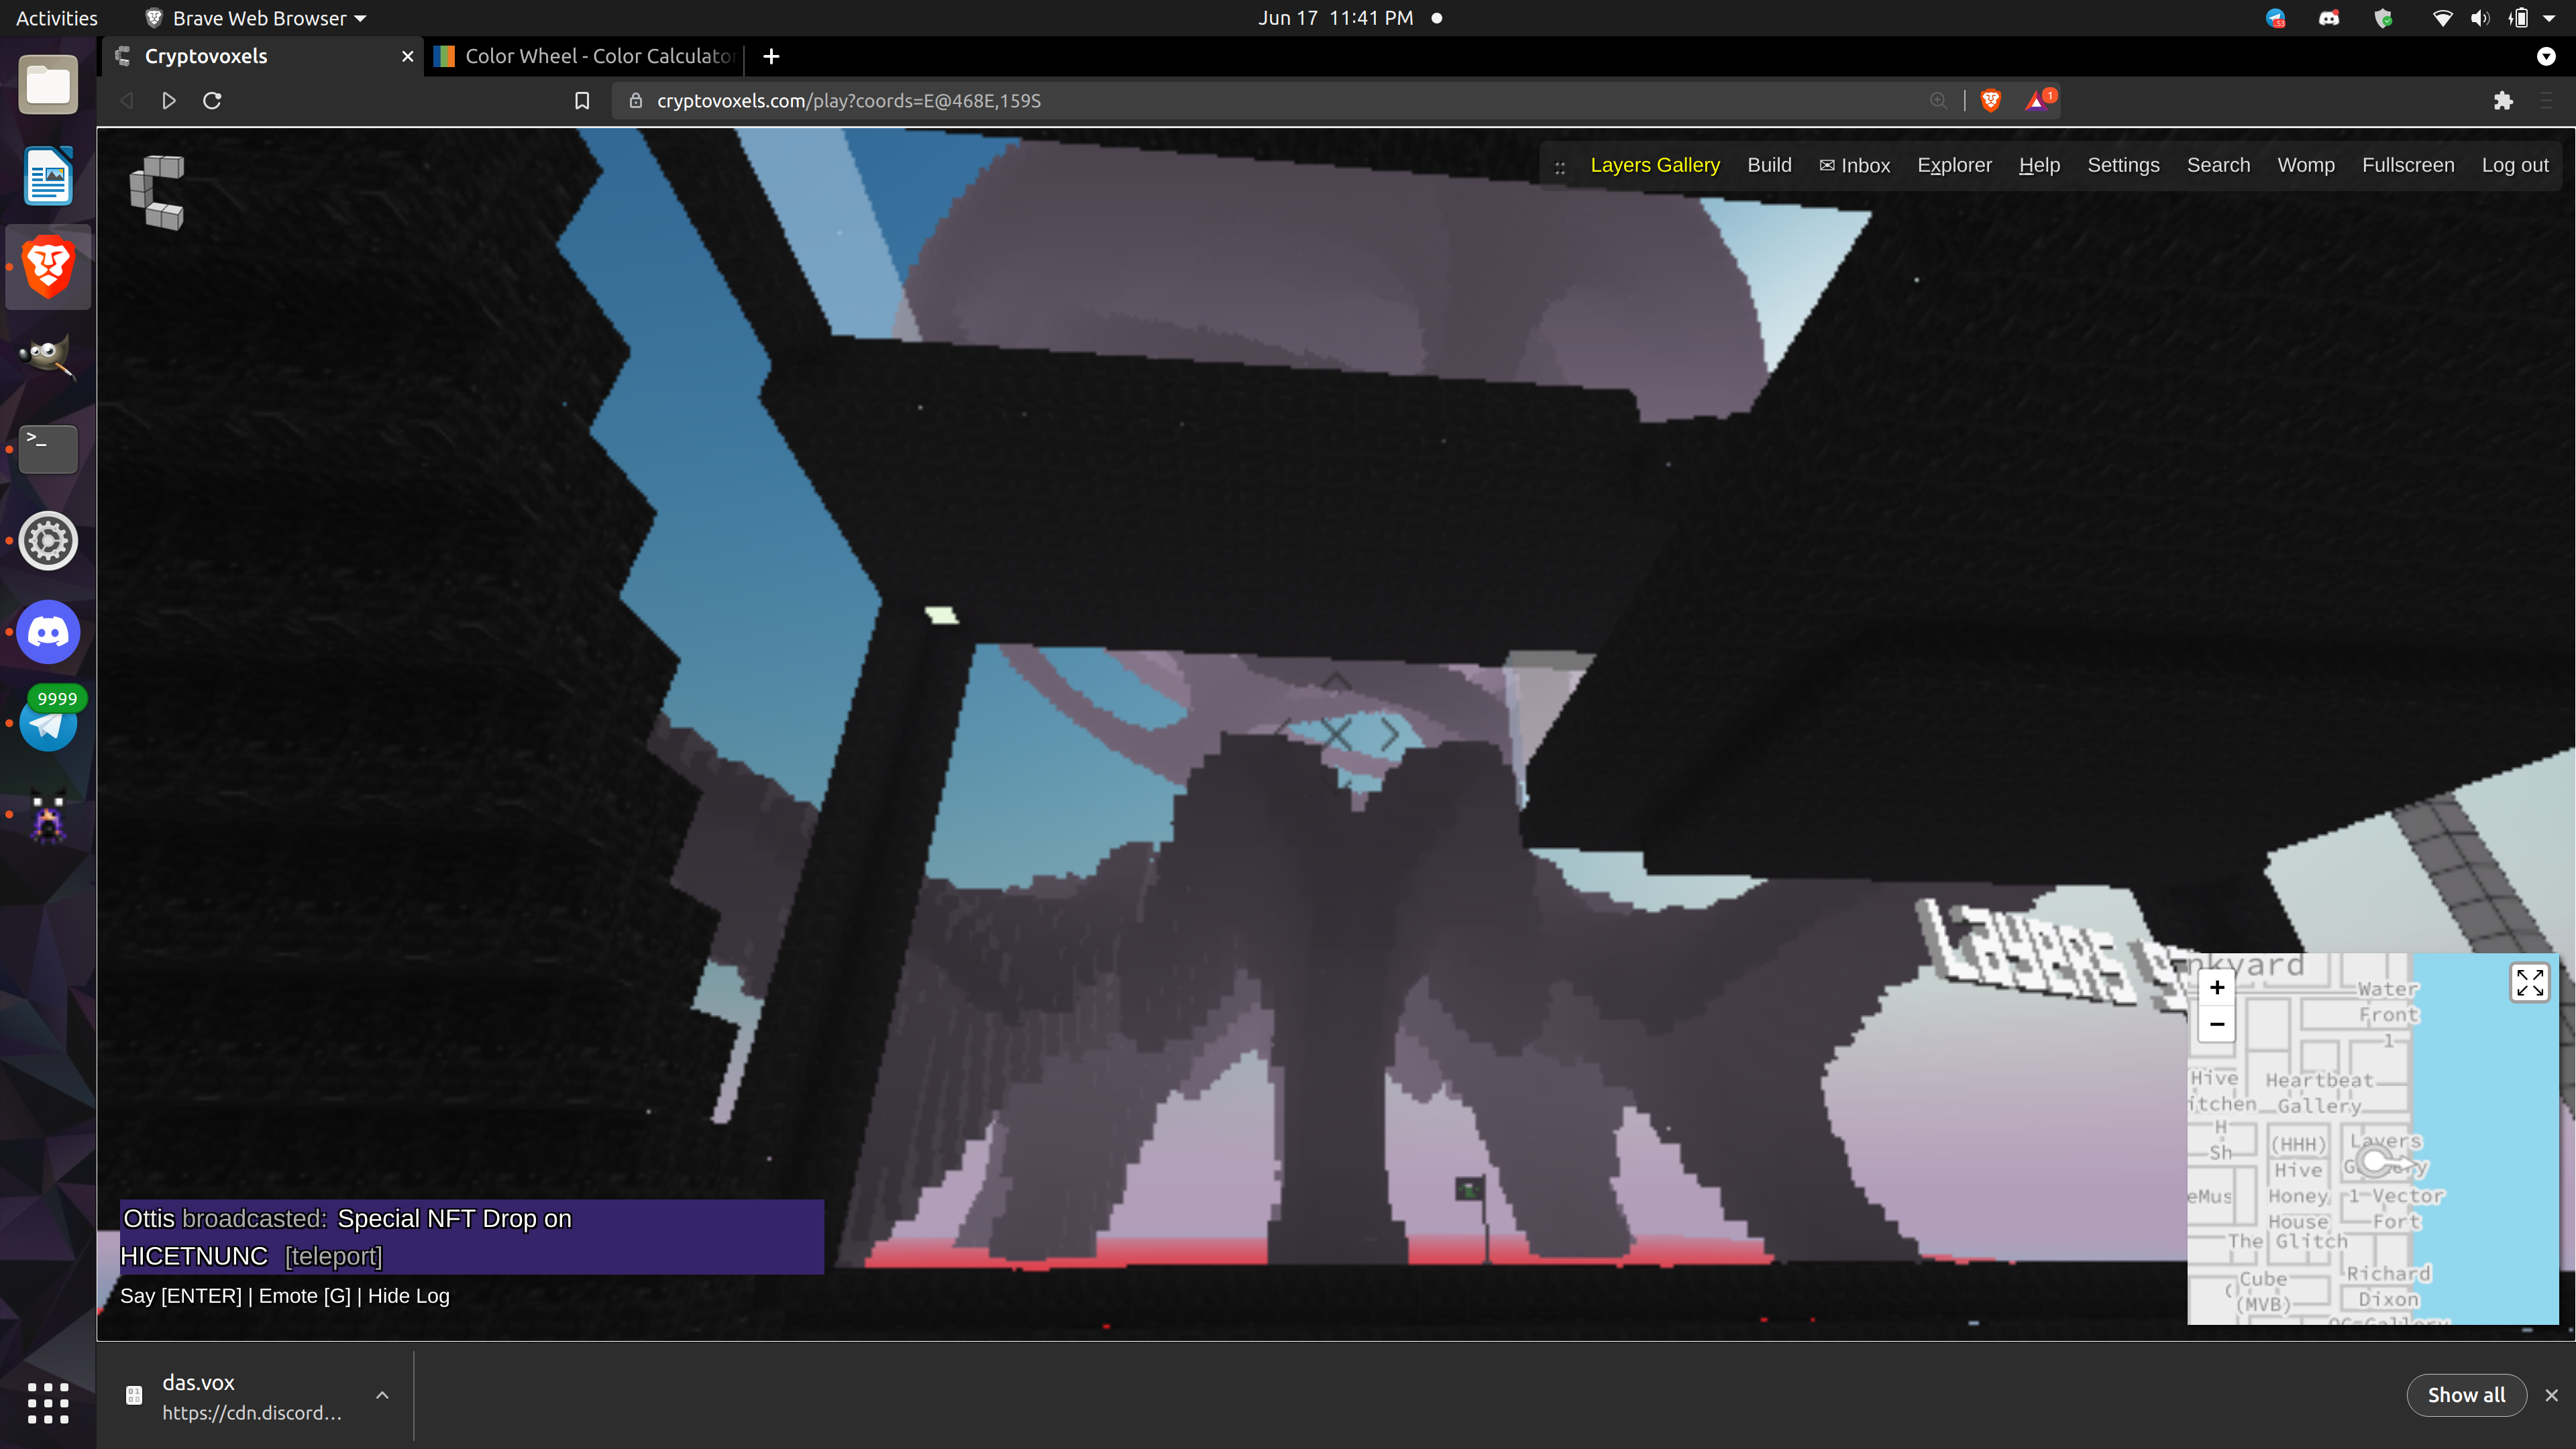 Activities
Brave Web Browser
Jun 17 11:41 PM
Cryptovoxels
Color Wheel - Color Calculator
cryptovoxels.com/play?coords=E@468E,159S
1
Layers Gallery
Build
Inbox
Explorer
Help
Settings
Search
Womp
Fullscreen
Log out
>_
9999
Layers
nkyard
+
−
Water
Front
1
Hive
Heartbeat
itchen
Gallery
H
(HHH)
Layers
Sh
Hive
Gallery
eMus
Honey
1 Vector
House
Fort
The Glitch
Cube
Richard
(MVB)
Dixon
Ottis broadcasted: Special NFT Drop on
HICETNUNC [teleport]
Say [ENTER] | Emote [G] | Hide Log
das.vox
https://cdn.discord...
Show all